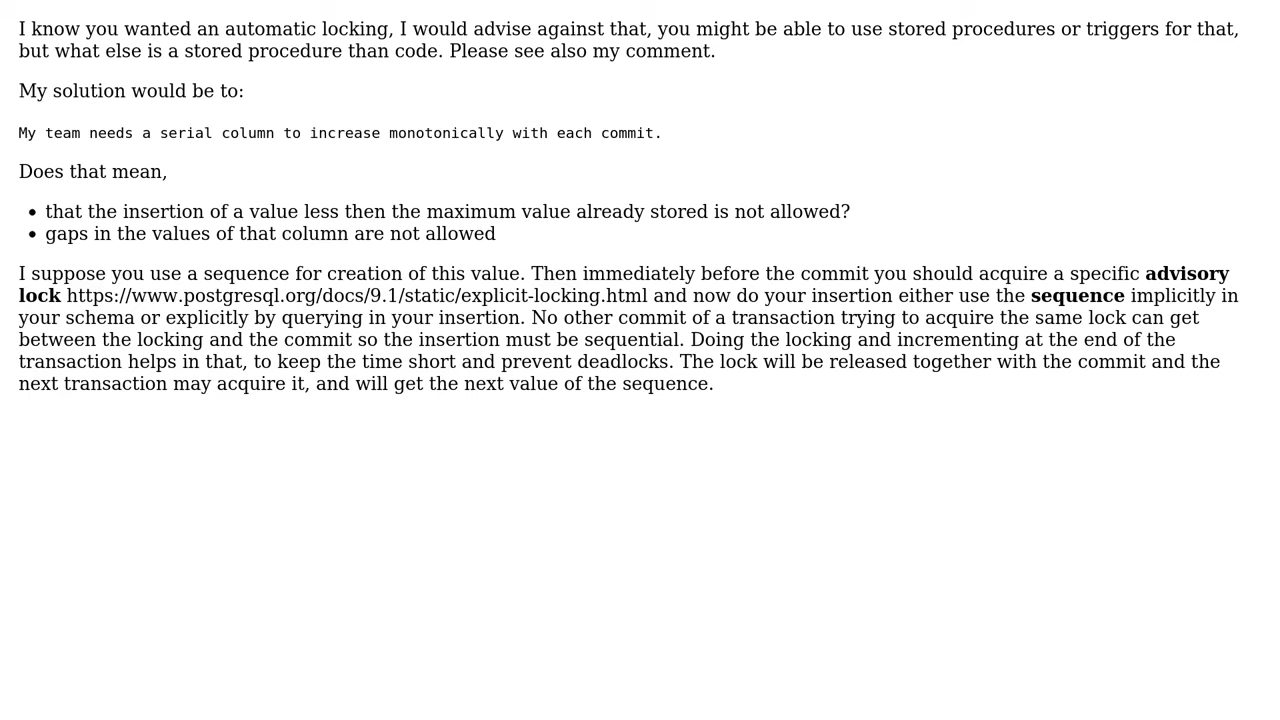 I know you wanted an automatic locking, I would advise against that, you might be able to use stored procedures or triggers for that,
but what else is a stored procedure than code. Please see also my comment.
My solution would be to:
My team needs a serial column to increase monotonically with each commit.
Does that mean,
• that the insertion of a value less then the maximum value already stored is not allowed?
• gaps in the values of that column are not allowed
I suppose you use a sequence for creation of this value. Then immediately before the commit you should acquire a specific advisory
lock https://www.postgresql.org/docs/9.1/static/explicit-locking.html and now do your insertion either use the sequence implicitly in
your schema or explicitly by querying in your insertion. No other commit of a transaction trying to acquire the same lock can get
between the locking and the commit so the insertion must be sequential. Doing the locking and incrementing at the end of the
transaction helps in that, to keep the time short and prevent deadlocks. The lock will be released together with the commit and the
next transaction may acquire it, and will get the next value of the sequence.